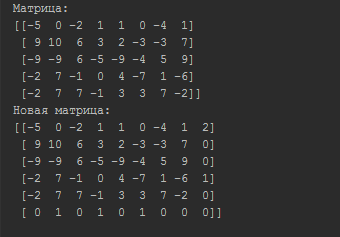 Матрица:
[[-5  0 -2  1  1  0 -4  1]
 [ 9 10  6  3  2 -3 -3  7]
 [-9 -9  6 -5 -9 -4  5  9]
 [-2  7 -1  0  4 -7  1 -6]
 [-2  7  7 -1  3  3  7 -2]]
Новая матрица:
[[-5  0 -2  1  1  0 -4  1  2]
 [ 9 10  6  3  2 -3 -3  7  0]
 [-9 -9  6 -5 -9 -4  5  9  0]
 [-2  7 -1  0  4 -7  1 -6  1]
 [-2  7  7 -1  3  3  7 -2  0]
 [ 0  1  0  1  0  1  0  0  0]]